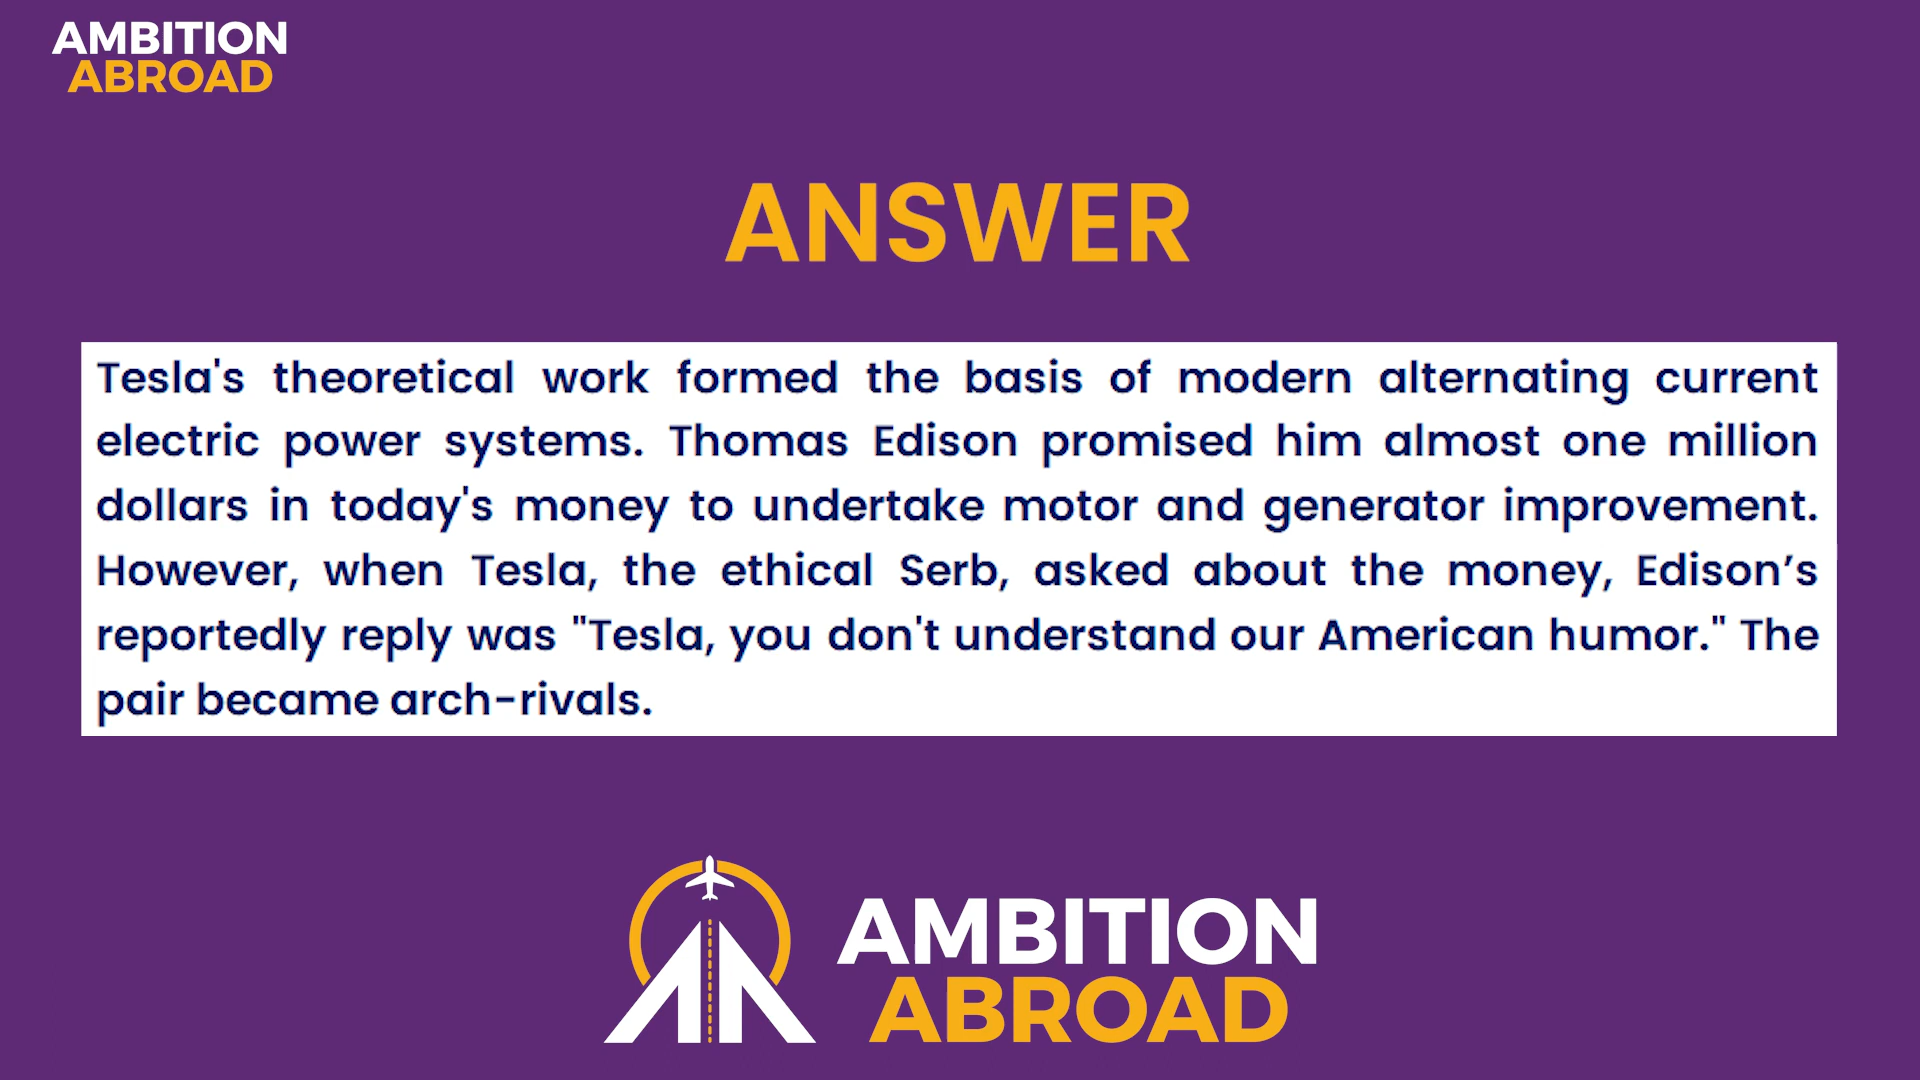 AMBITION
ABROAD
ANSWER
Tesla's theoretical work formed the basis of modern alternating current
electric power systems. Thomas Edison promised him almost one million
dollars in today's money to undertake motor and generator improvement.
However, when Tesla, the ethical Serb, asked about the money, Edison’s
reportedly reply was "Tesla, you don't understand our American humor." The
pair became arch-rivals.
AMBITION
ABROAD